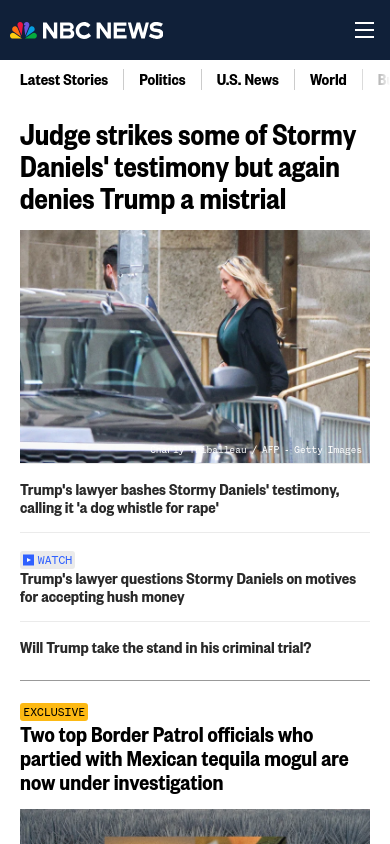 NBC NEWS
Latest Stories
Politics
U.S. News
World
Judge strikes some of Stormy
Daniels' testimony but again
denies Trump a mistrial
/ AFP - Getty Images
Trump's lawyer bashes Stormy Daniels' testimony,
calling it 'a dog whistle for rape'
WATCH
Trump's lawyer questions Stormy Daniels on motives
for accepting hush money
Will Trump take the stand in his criminal trial?
EXCLUSIVE
Two top Border Patrol officials who
partied with Mexican tequila mogul are
now under investigation